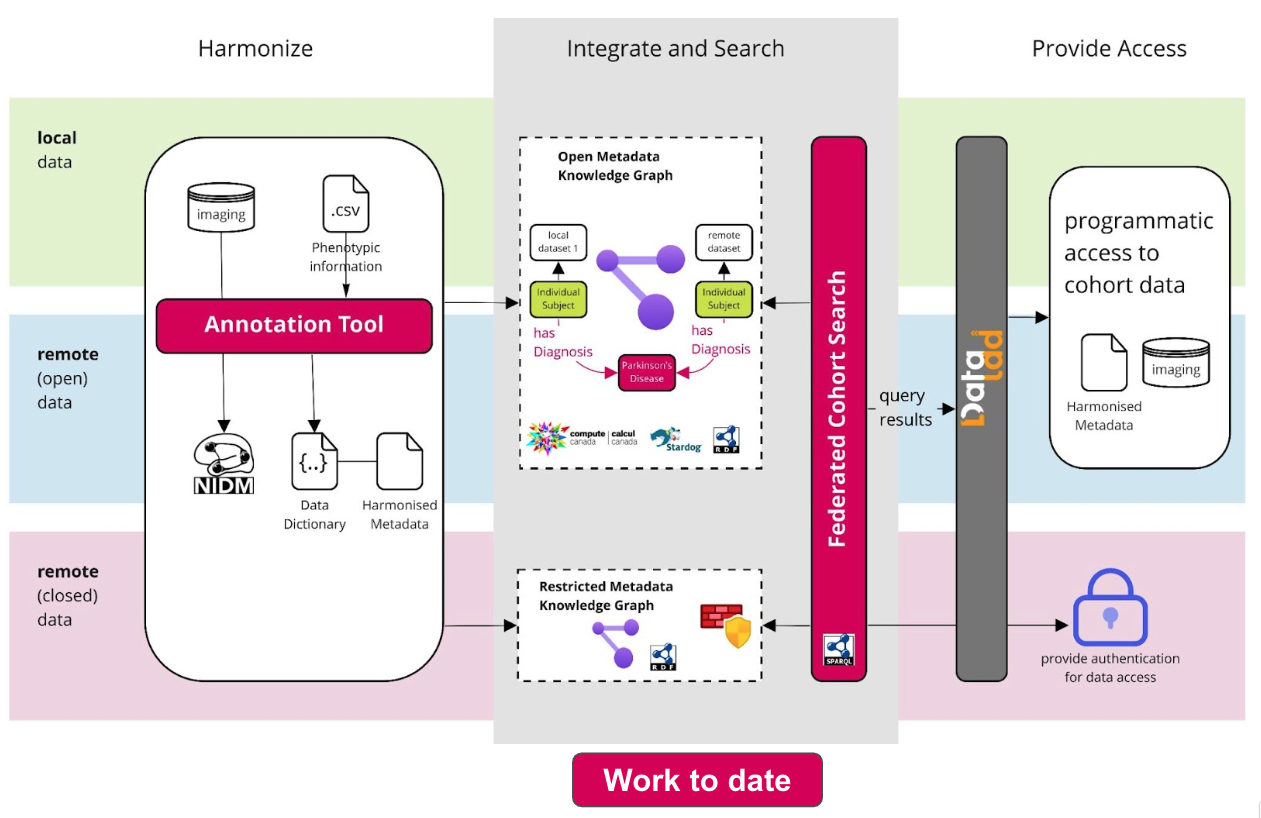 Harmonize
Integrate and Search
Provide Access
local
data
imaging
.csv
Phenotypic
information
Annotation Tool
remote
(open)
data
NIDM
{..}
Data
Dictionary
Harmonised
Metadata
remote
(closed)
data
Open Metadata
Knowledge Graph
local
dataset 1
remote
dataset
Individual
Subject
Individual
Subject
has
Diagnosis
has
Diagnosis
Parkinson's
Disease
compute
canada
calcul
canada
Stardog
RDF
Restricted Metadata
Knowledge Graph
RDF
Federated Cohort Search
SPARQL
query
results
Datalad
programmatic
access to
cohort data
imaging
Harmonised
Metadata
provide authentication
for data access
Work to date